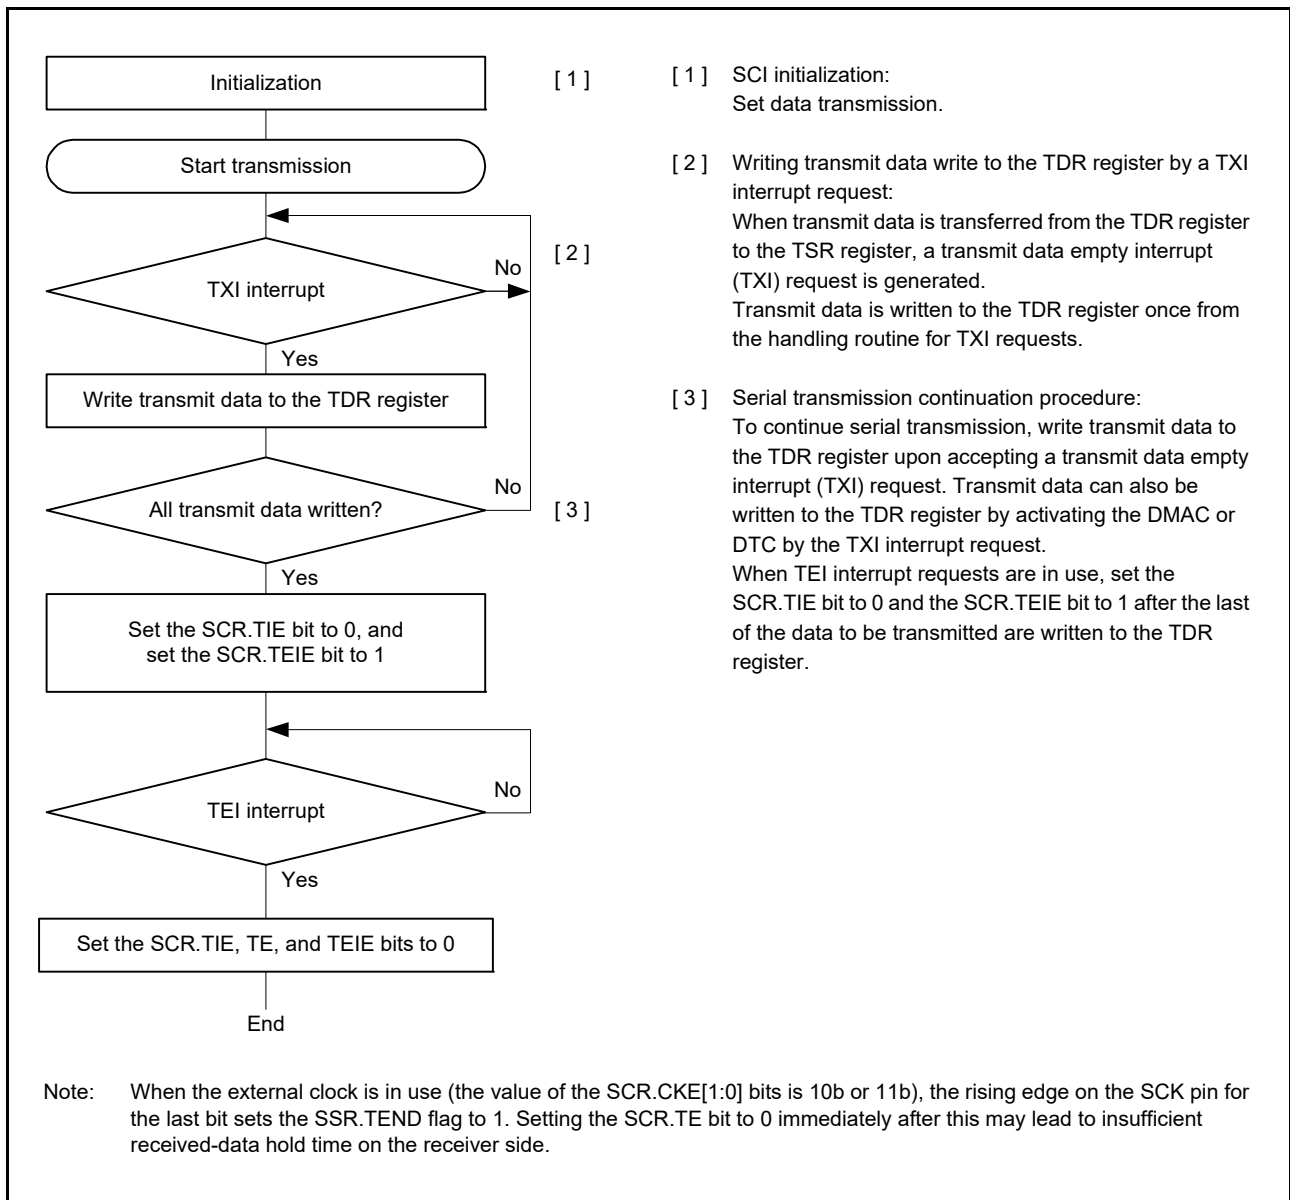 Initialization
[ 1 ]
Start transmission
[ 2 ]
TXI interrupt
No
Yes
Write transmit data to the TDR register
All transmit data written?
No
[ 3 ]
Yes
Set the SCR.TIE bit to 0, and
set the SCR.TEIE bit to 1
TEI interrupt
No
Yes
Set the SCR.TIE, TE, and TEIE bits to 0
End
[ 1 ] SCI initialization:
Set data transmission.
[ 2 ] Writing transmit data write to the TDR register by a TXI
interrupt request:
When transmit data is transferred from the TDR register
to the TSR register, a transmit data empty interrupt
(TXI) request is generated.
Transmit data is written to the TDR register once from
the handling routine for TXI requests.
[ 3 ] Serial transmission continuation procedure:
To continue serial transmission, write transmit data to
the TDR register upon accepting a transmit data empty
interrupt (TXI) request. Transmit data can also be
written to the TDR register by activating the DMAC or
DTC by the TXI interrupt request.
When TEI interrupt requests are in use, set the
SCR.TIE bit to 0 and the SCR.TEIE bit to 1 after the last
of the data to be transmitted are written to the TDR
register.
Note: When the external clock is in use (the value of the SCR.CKE[1:0] bits is 10b or 11b), the rising edge on the SCK pin for
the last bit sets the SSR.TEND flag to 1. Setting the SCR.TE bit to 0 immediately after this may lead to insufficient
received-data hold time on the receiver side.